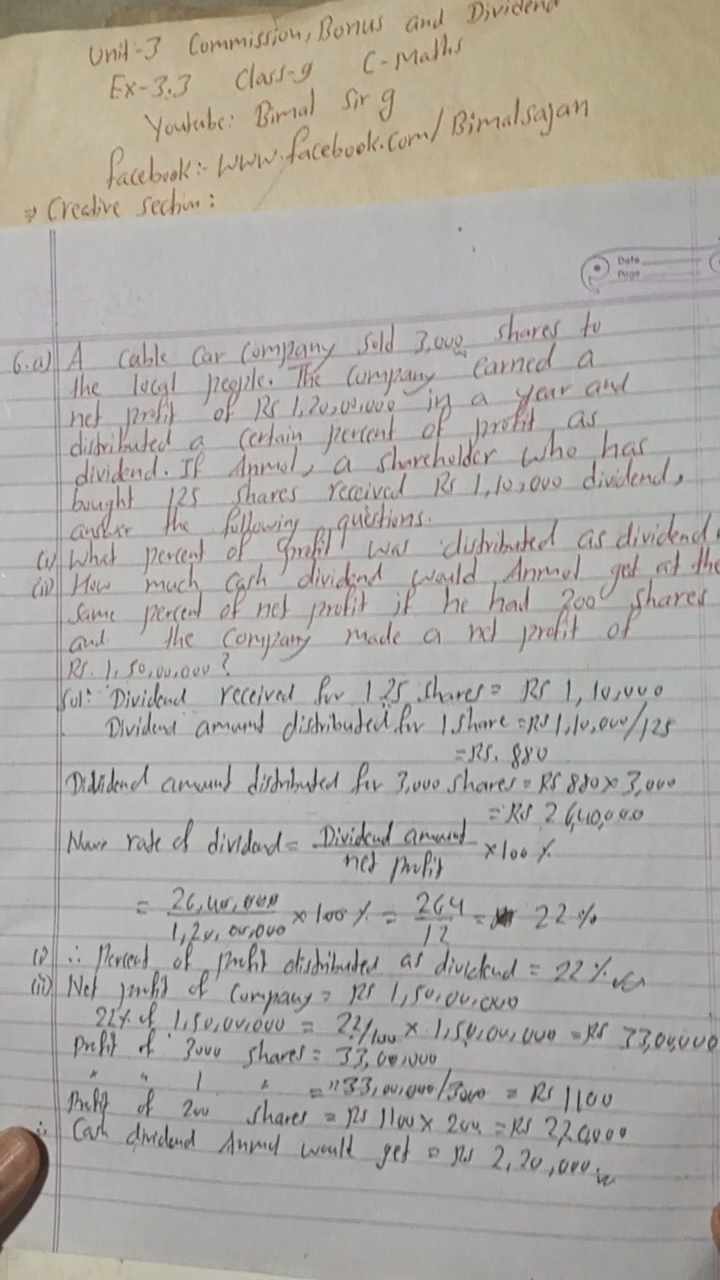 Unit-3 Commission, Bonus and Dividend
Ex-3.3 Class-9 C-Maths
Youtube: Bimal Sir g
facebook:- www.facebook.com/Bimalsajan
⇒ Creative section:
Date
Page
6.a) A cable car company sold 3,000 shares to
the local people. The company earned a
net profit of Rs 1,20,00,000 in a year and
distributed a certain percent of profit as
dividend. If Anmol, a shareholder who has
bought 125 shares received Rs 1,10,000 dividend,
answer the following questions.
(i) What percent of profit was distributed as dividend.
(ii) How much cash dividend would Anmol get at the
same percent of net profit if he had 200 shares
and the company made a net profit of
Rs. 1,50,00,000?
Sol: Dividend received for 125 shares = Rs 1,10,000
Dividend amount distributed for 1 share = Rs 1,10,000/125
= Rs. 880
Dividend amount distributed for 3,000 shares = Rs 880 × 3,000
= Rs 26,40,000
Now rate of dividend = Dividend amount / net profit × 100 %
= 26,40,000 / 1,20,00,000 × 100 % = 264 / 12 = 22 %
(i) ∴ Percent of profit distributed as dividend = 22 %
(ii) Net profit of company = Rs 1,50,00,000
22% of 1,50,00,000 = 22/100 × 1,50,00,000 = Rs 33,00,000
Profit of 3000 shares = 33,00,000
" " 1 " = "33,00,000/3000 = Rs 1100
Profit of 200 shares = Rs 1100 × 200 = Rs 2,20,000
∴ Cash dividend Anmol would get = Rs 2,20,000